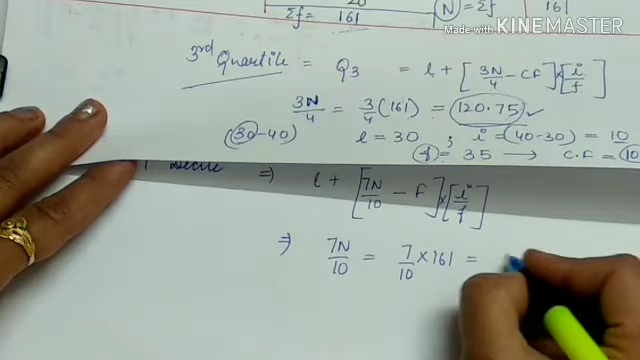 Σf = 161 N = Σf 161
Made with KINEMASTER
3rd Quartile = Q3 = l + [ 3N/4 - CF ] × [ i/f ]
3N/4 = 3/4 (161) = 120.75 ✓
(30-40) l = 30 ; i = (40-30) = 10
f = 35 → C.F = 10
Decile ⇒ l + [ 7N/10 - F ] × [ i/f ]
⇒ 7N/10 = 7/10 × 161 =